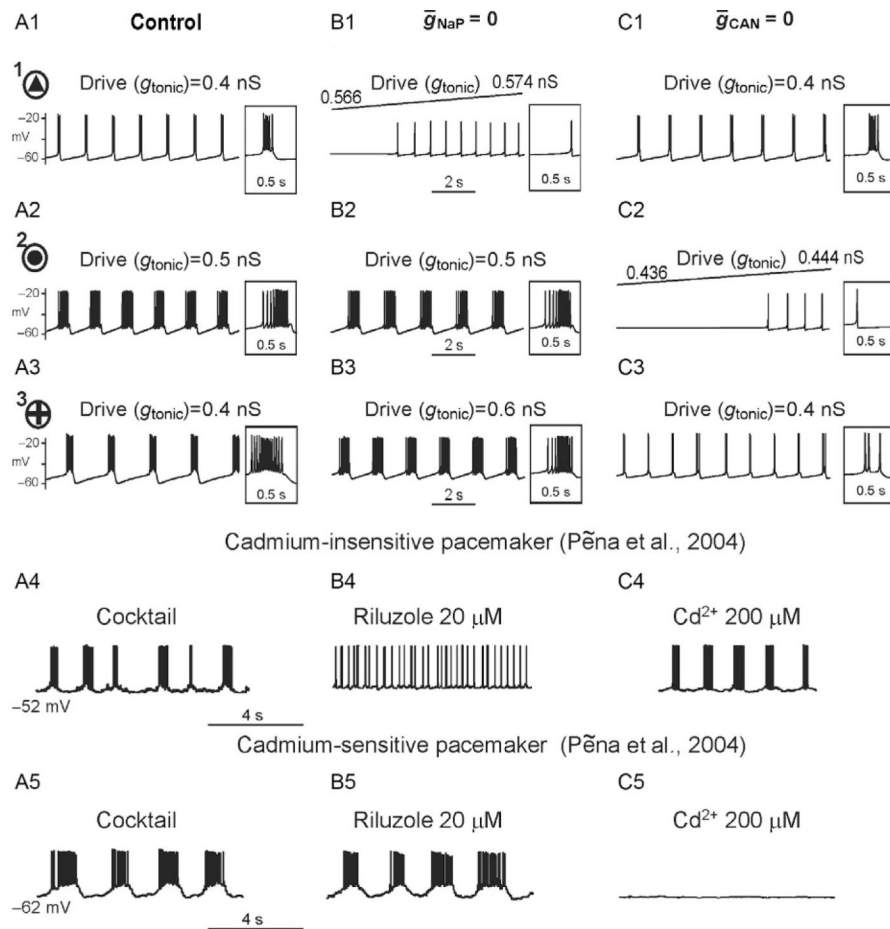 A1 Control B1 ḡNaP = 0 C1 ḡCAN = 0
1 Drive (gtonic)=0.4 nS Drive (gtonic) 0.574 nS Drive (gtonic)=0.4 nS
0.566
−20
mV
−60
0.5 s 2 s 0.5 s 0.5 s
A2 B2 C2
2 Drive (gtonic)=0.5 nS Drive (gtonic)=0.5 nS Drive (gtonic) 0.444 nS
0.436
−20
mV
−60
0.5 s 2 s 0.5 s 0.5 s
A3 B3 C3
3 Drive (gtonic)=0.4 nS Drive (gtonic)=0.6 nS Drive (gtonic)=0.4 nS
−20
mV
−60
0.5 s 2 s 0.5 s 0.5 s
Cadmium-insensitive pacemaker (Pẽna et al., 2004)
A4 B4 C4
Cocktail Riluzole 20 μM Cd²⁺ 200 μM
−52 mV
4 s
Cadmium-sensitive pacemaker (Pẽna et al., 2004)
A5 B5 C5
Cocktail Riluzole 20 μM Cd²⁺ 200 μM
−62 mV
4 s